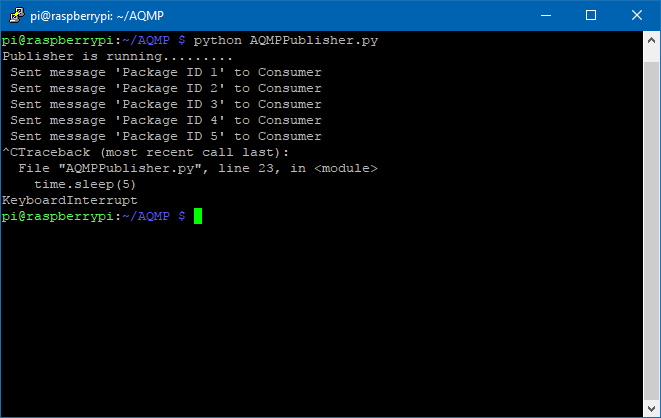 pi@raspberrypi: ~/AQMP
pi@raspberrypi:~/AQMP $ python AQMPPublisher.py
Publisher is running.........
Sent message 'Package ID 1' to Consumer
Sent message 'Package ID 2' to Consumer
Sent message 'Package ID 3' to Consumer
Sent message 'Package ID 4' to Consumer
Sent message 'Package ID 5' to Consumer
^CTraceback (most recent call last):
File "AQMPPublisher.py", line 23, in <module>
time.sleep(5)
KeyboardInterrupt
pi@raspberrypi:~/AQMP $